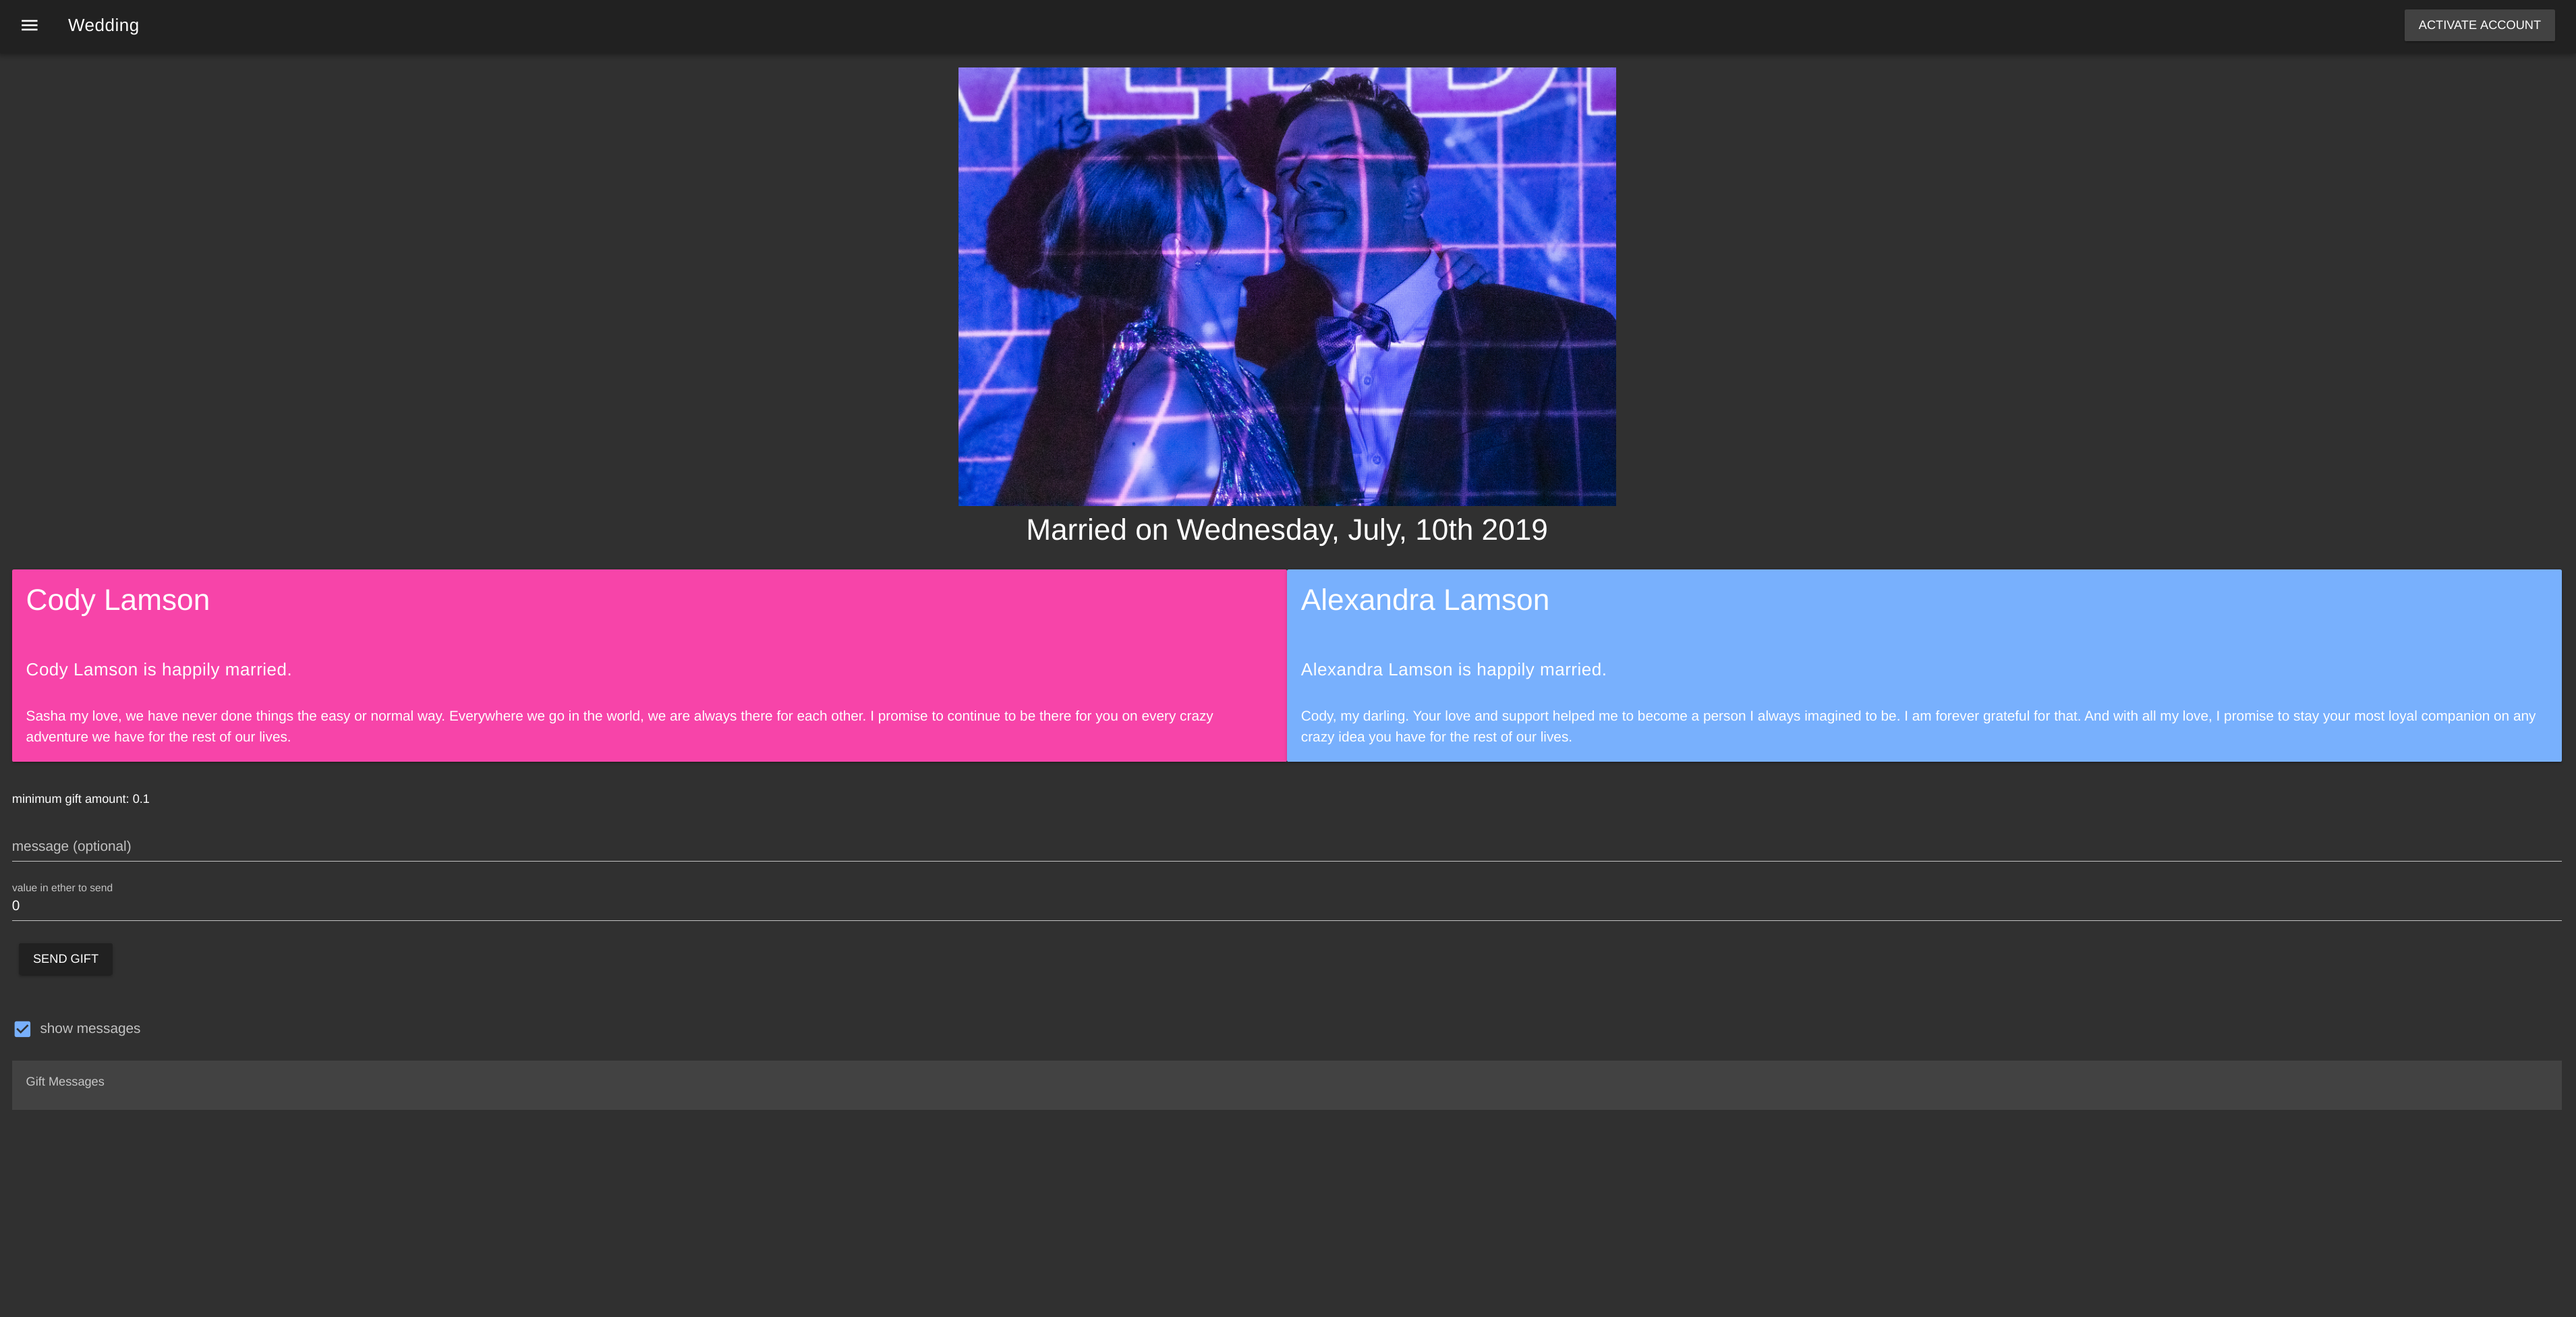 Wedding
ACTIVATE ACCOUNT
Married on Wednesday, July, 10th 2019
Cody Lamson
Cody Lamson is happily married.
Sasha my love, we have never done things the easy or normal way. Everywhere we go in the world, we are always there for each other. I promise to continue to be there for you on every crazy
adventure we have for the rest of our lives.
Alexandra Lamson
Alexandra Lamson is happily married.
Cody, my darling. Your love and support helped me to become a person I always imagined to be. I am forever grateful for that. And with all my love, I promise to stay your most loyal companion on any
crazy idea you have for the rest of our lives.
minimum gift amount: 0.1
message (optional)
value in ether to send
0
SEND GIFT
show messages
Gift Messages